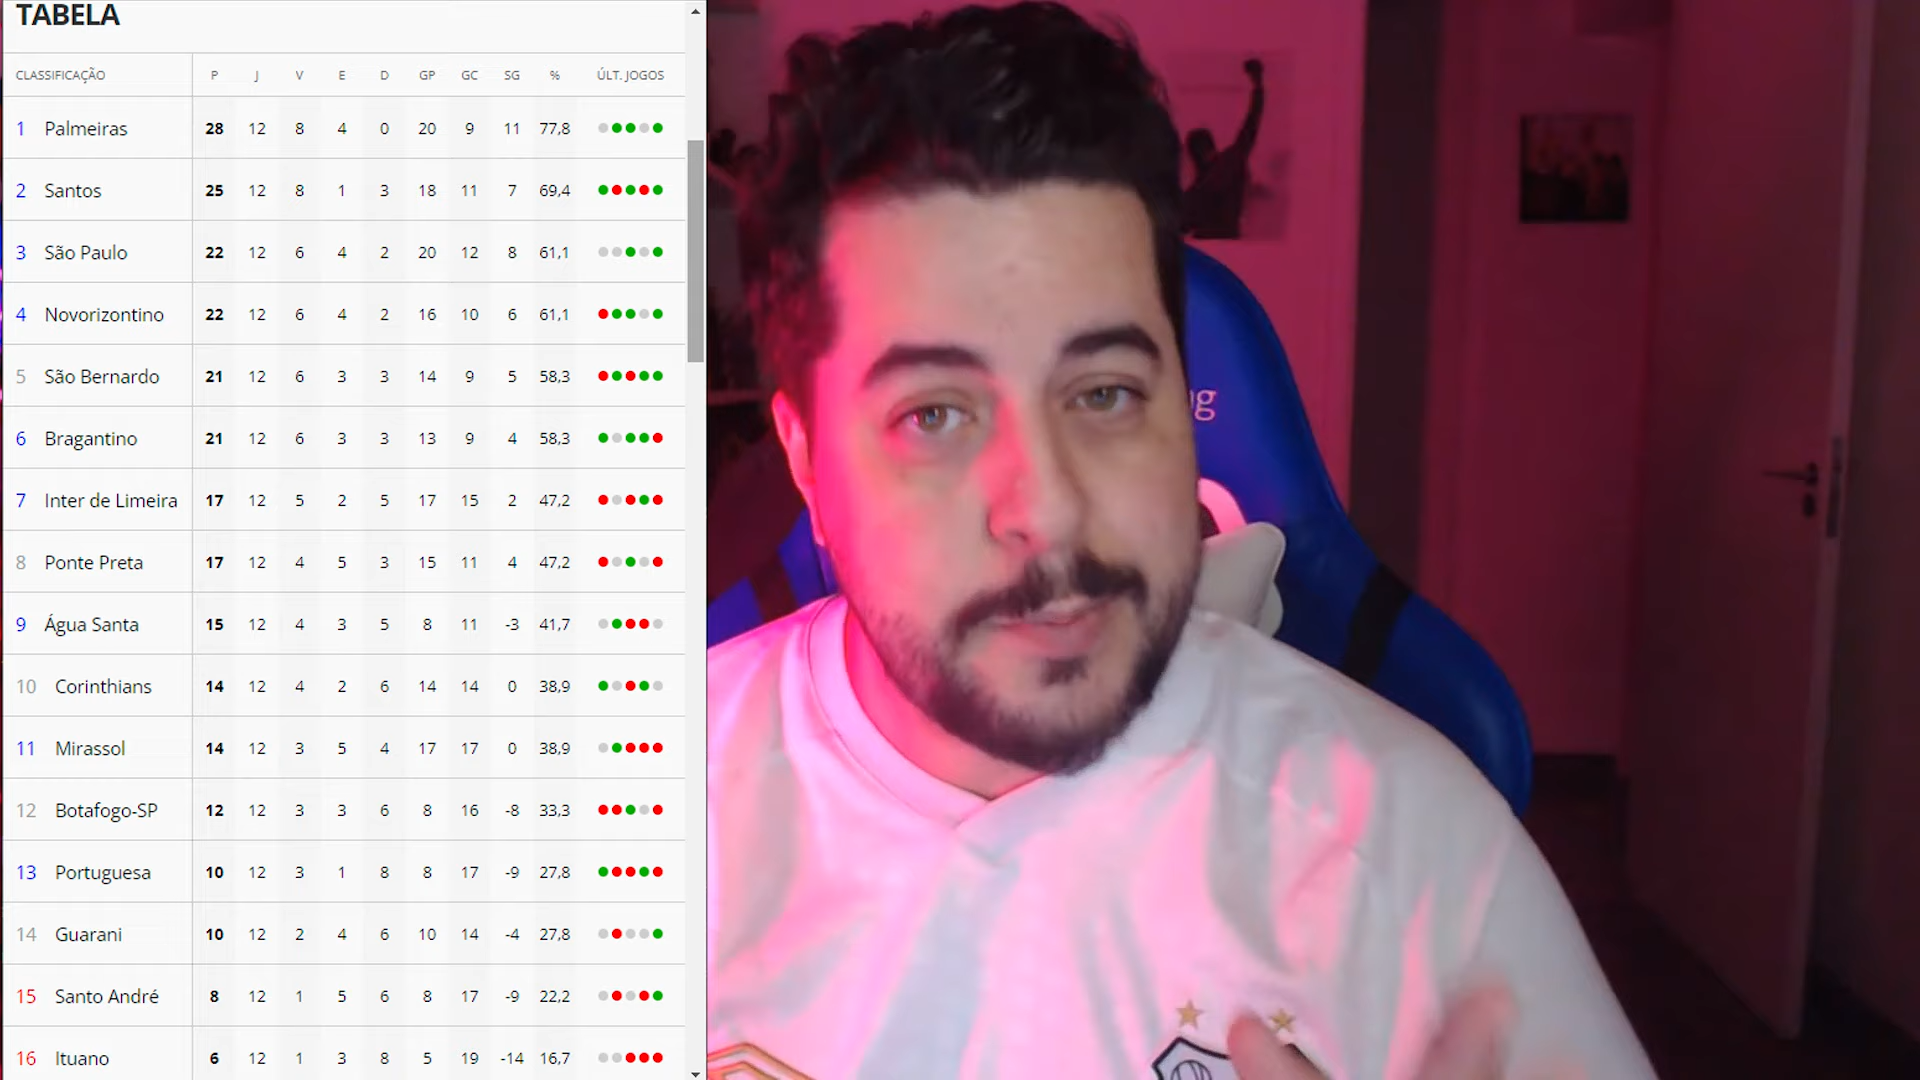 TABELA
CLASSIFICAÇÃO P J V E D GP GC SG % ÚLT. JOGOS
1 Palmeiras 28 12 8 4 0 20 9 11 77,8
2 Santos 25 12 8 1 3 18 11 7 69,4
3 São Paulo 22 12 6 4 2 20 12 8 61,1
4 Novorizontino 22 12 6 4 2 16 10 6 61,1
5 São Bernardo 21 12 6 3 3 14 9 5 58,3
6 Bragantino 21 12 6 3 3 13 9 4 58,3
7 Inter de Limeira 17 12 5 2 5 17 15 2 47,2
8 Ponte Preta 17 12 4 5 3 15 11 4 47,2
9 Água Santa 15 12 4 3 5 8 11 -3 41,7
10 Corinthians 14 12 4 2 6 14 14 0 38,9
11 Mirassol 14 12 3 5 4 17 17 0 38,9
12 Botafogo-SP 12 12 3 3 6 8 16 -8 33,3
13 Portuguesa 10 12 3 1 8 8 17 -9 27,8
14 Guarani 10 12 2 4 6 10 14 -4 27,8
15 Santo André 8 12 1 5 6 8 17 -9 22,2
16 Ituano 6 12 1 3 8 5 19 -14 16,7